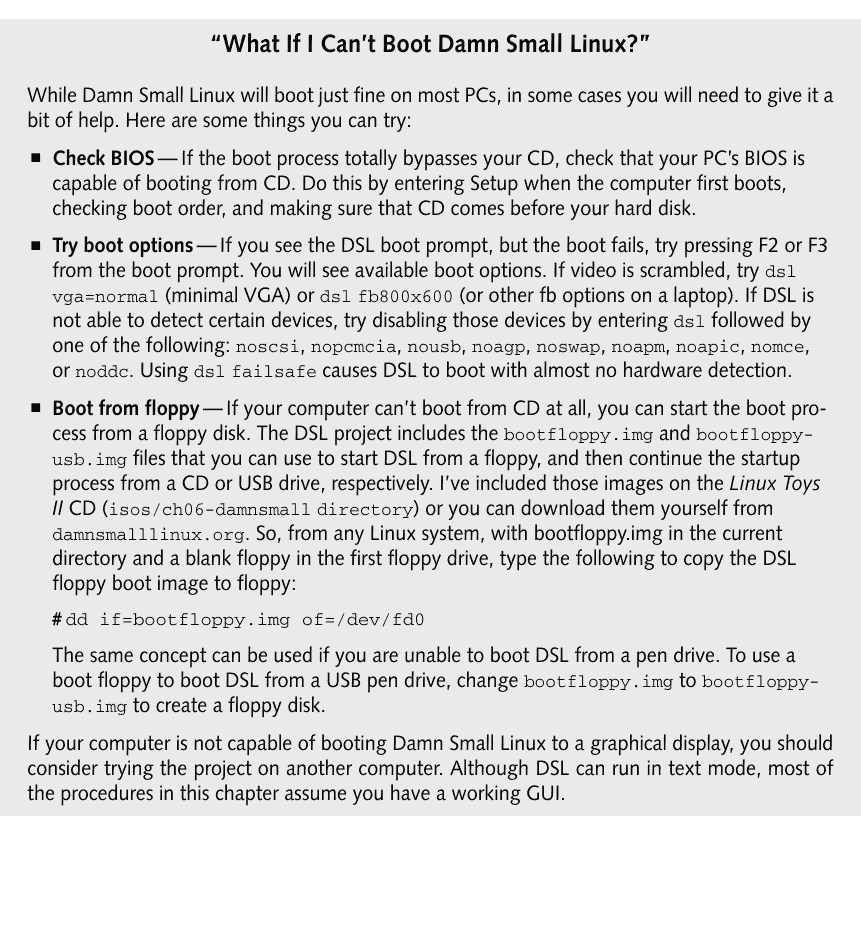 “What If I Can’t Boot Damn Small Linux?”
While Damn Small Linux will boot just fine on most PCs, in some cases you will need to give it a
bit of help. Here are some things you can try:
■ Check BIOS — If the boot process totally bypasses your CD, check that your PC’s BIOS is
capable of booting from CD. Do this by entering Setup when the computer first boots,
checking boot order, and making sure that CD comes before your hard disk.
■ Try boot options — If you see the DSL boot prompt, but the boot fails, try pressing F2 or F3
from the boot prompt. You will see available boot options. If video is scrambled, try dsl
vga=normal (minimal VGA) or dsl fb800x600 (or other fb options on a laptop). If DSL is
not able to detect certain devices, try disabling those devices by entering dsl followed by
one of the following: noscsi, nopcmcia, nousb, noagp, noswap, noapm, noapic, nomce,
or noddc. Using dsl failsafe causes DSL to boot with almost no hardware detection.
■ Boot from floppy — If your computer can’t boot from CD at all, you can start the boot pro-
cess from a floppy disk. The DSL project includes the bootfloppy.img and bootfloppy-
usb.img files that you can use to start DSL from a floppy, and then continue the startup
process from a CD or USB drive, respectively. I’ve included those images on the Linux Toys
II CD (isos/ch06-damnsmall directory) or you can download them yourself from
damnsmalllinux.org. So, from any Linux system, with bootfloppy.img in the current
directory and a blank floppy in the first floppy drive, type the following to copy the DSL
floppy boot image to floppy:
# dd if=bootfloppy.img of=/dev/fd0
The same concept can be used if you are unable to boot DSL from a pen drive. To use a
boot floppy to boot DSL from a USB pen drive, change bootfloppy.img to bootfloppy-
usb.img to create a floppy disk.
If your computer is not capable of booting Damn Small Linux to a graphical display, you should
consider trying the project on another computer. Although DSL can run in text mode, most of
the procedures in this chapter assume you have a working GUI.